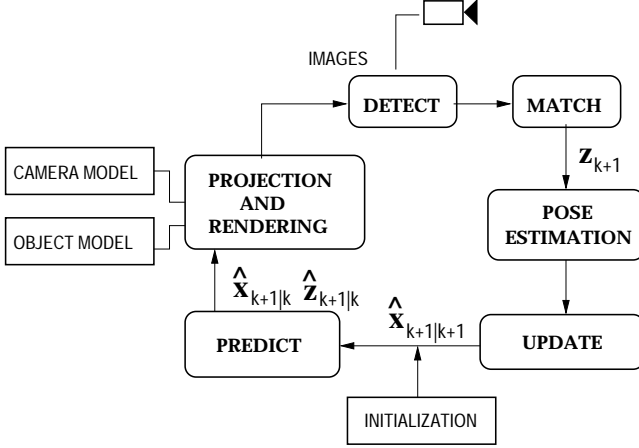 IMAGES
DETECT
MATCH
CAMERA MODEL
PROJECTION
AND
RENDERING
z_{k+1}
OBJECT MODEL
POSE
ESTIMATION
x̂_{k+1|k} ẑ_{k+1|k}
x̂_{k+1|k+1}
PREDICT
UPDATE
INITIALIZATION